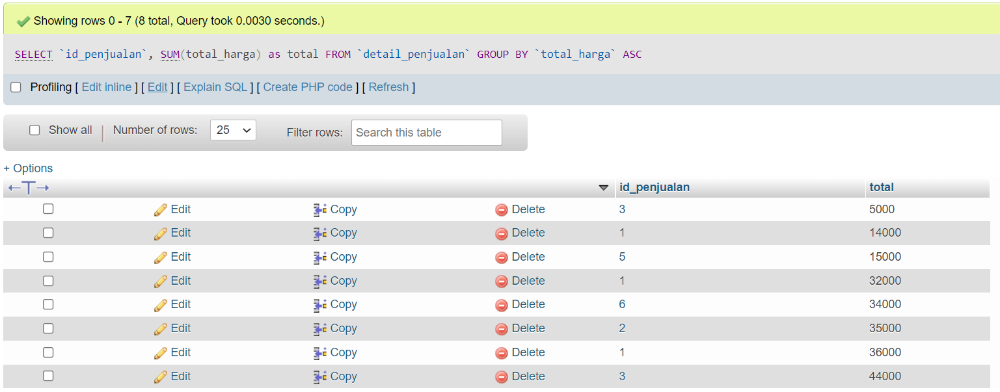 Showing rows 0 - 7 (8 total, Query took 0.0030 seconds.)
SELECT `id_penjualan`, SUM(total_harga) as total FROM `detail_penjualan` GROUP BY `total_harga` ASC
Profiling [ Edit inline ] [ Edit ] [ Explain SQL ] [ Create PHP code ] [ Refresh ]
Show all | Number of rows: 25 Filter rows: Search this table
+ Options
←T→ id_penjualan total
Edit Copy Delete 3 5000
Edit Copy Delete 1 14000
Edit Copy Delete 5 15000
Edit Copy Delete 1 32000
Edit Copy Delete 6 34000
Edit Copy Delete 2 35000
Edit Copy Delete 1 36000
Edit Copy Delete 3 44000